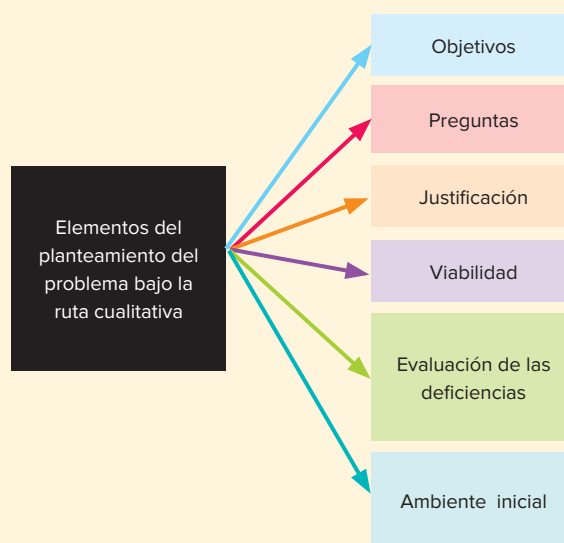 Objetivos
Preguntas
Elementos del
planteamiento del
problema bajo la
ruta cualitativa
Justificación
Viabilidad
Evaluación de las
deficiencias
Ambiente inicial